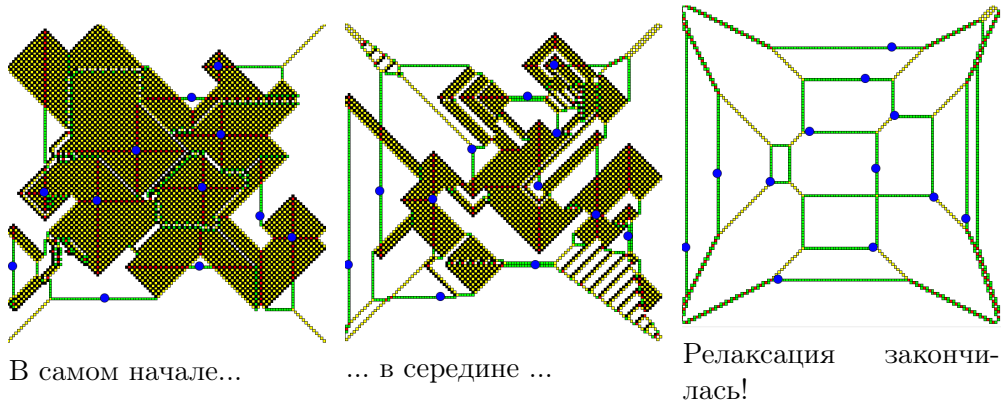 В самом начале...
... в середине ...
Релаксация закончи-
лась!